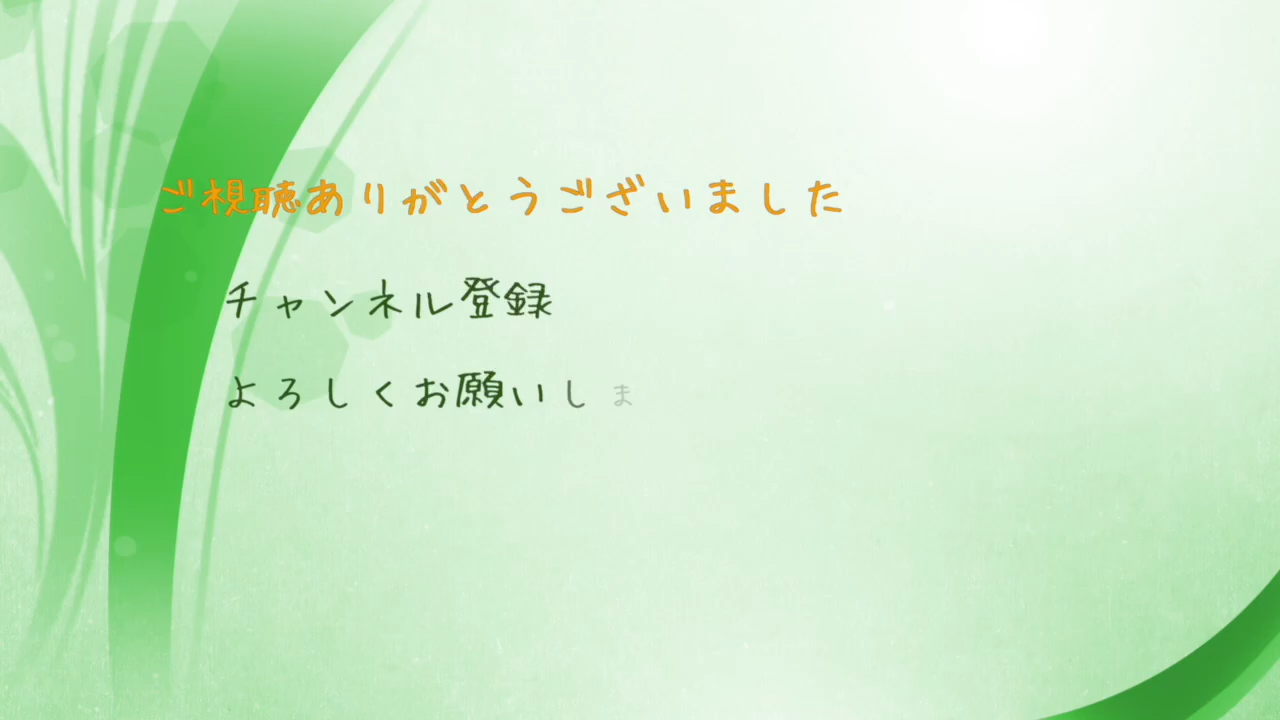 ご視聴ありがとうございました
チャンネル登録
よろしくお願いしま